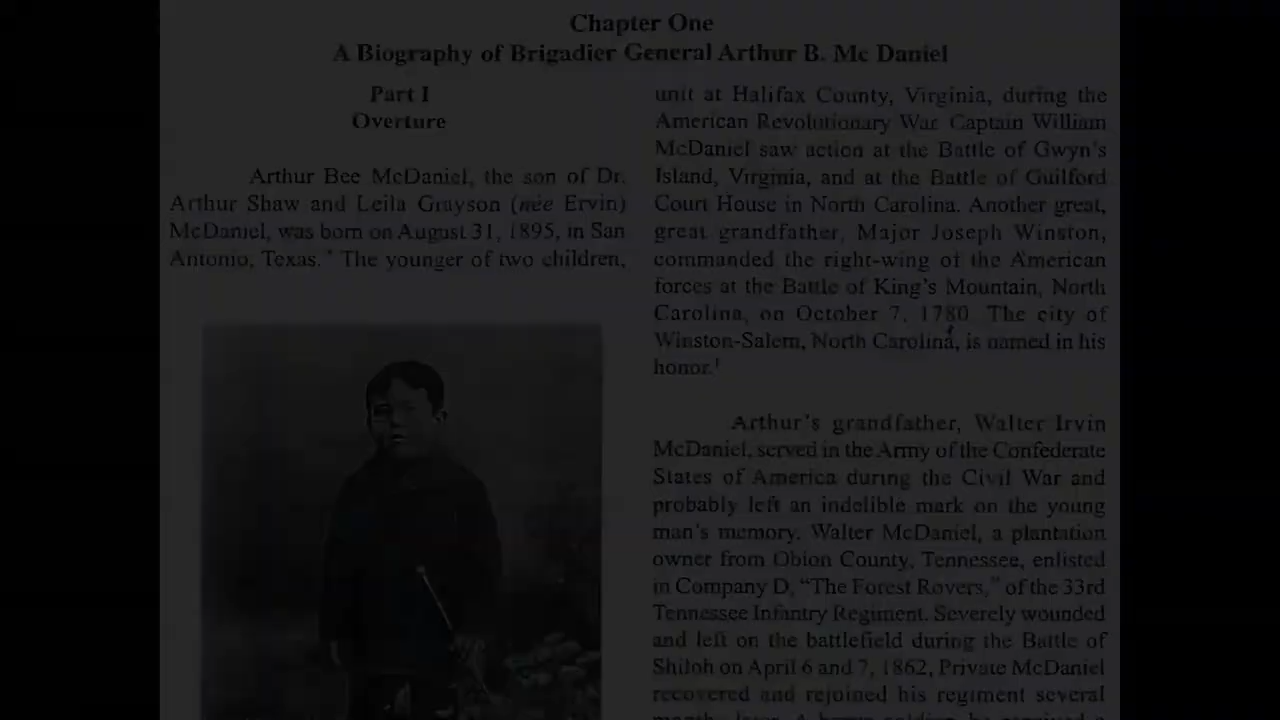 Chapter One
A Biography of Brigadier General Arthur B. Mc Daniel
Part I
Overture
Arthur Bee McDaniel, the son of Dr.
Arthur Shaw and Leila Grayson (née Ervin)
McDaniel, was born on August 31, 1895, in San
Antonio, Texas.* The younger of two children,
unit at Halifax County, Virginia, during the
American Revolutionary War. Captain William
McDaniel saw action at the Battle of Gwyn's
Island, Virginia, and at the Battle of Guilford
Court House in North Carolina. Another great,
great grandfather, Major Joseph Winston,
commanded the right-wing of the American
forces at the Battle of King's Mountain, North
Carolina, on October 7, 1780. The city of
Winston-Salem, North Carolina, is named in his
honor.¹
Arthur's grandfather, Walter Irvin
McDaniel, served in the Army of the Confederate
States of America during the Civil War and
probably left an indelible mark on the young
man's memory. Walter McDaniel, a plantation
owner from Obion County, Tennessee, enlisted
in Company D, "The Forest Rovers," of the 33rd
Tennessee Infantry Regiment. Severely wounded
and left on the battlefield during the Battle of
Shiloh on April 6 and 7, 1862, Private McDaniel
recovered and rejoined his regiment several